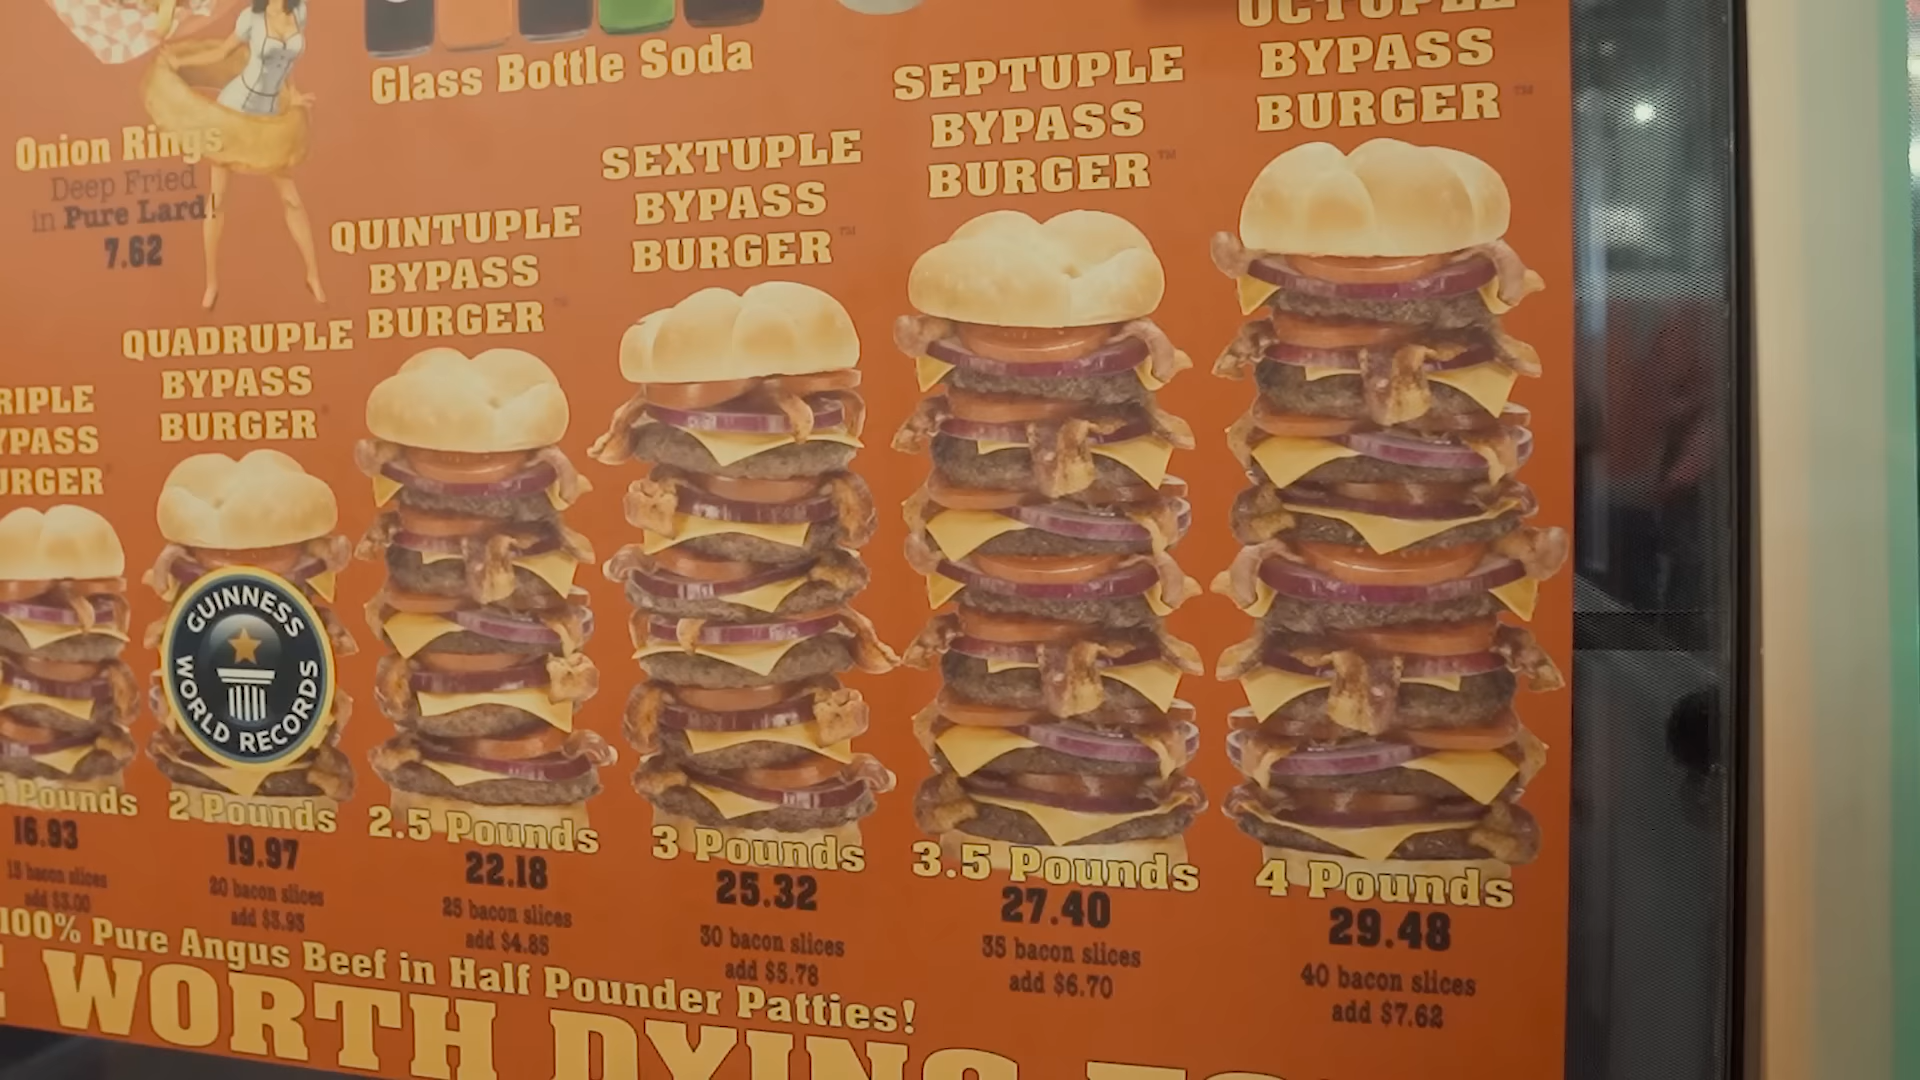 Glass Bottle Soda
Onion Rings
Deep Fried
in Pure Lard!
7.62
RIPLE
YPASS
URGER
Pounds
16.93
15 bacon slices
add $3.00
QUADRUPLE
BYPASS
BURGER
GUINNESS
WORLD RECORDS
2 Pounds
19.97
20 bacon slices
add $3.93
QUINTUPLE
BYPASS
BURGER
2.5 Pounds
22.18
25 bacon slices
add $4.85
SEXTUPLE
BYPASS
BURGER™
3 Pounds
25.32
30 bacon slices
add $5.78
SEPTUPLE
BYPASS
BURGER™
3.5 Pounds
27.40
35 bacon slices
add $6.70
OCTUPLE
BYPASS
BURGER™
4 Pounds
29.48
40 bacon slices
add $7.62
100% Pure Angus Beef in Half Pounder Patties!
WORTH DYING